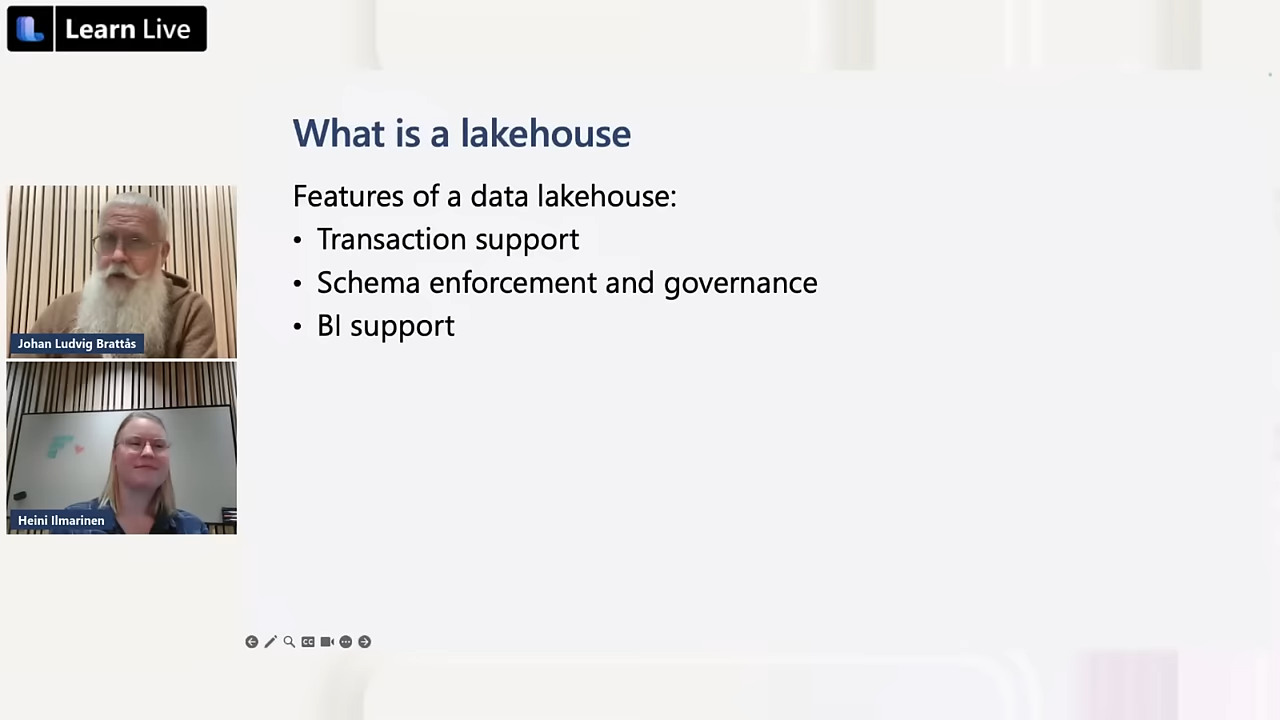 Learn Live
What is a lakehouse
Features of a data lakehouse:
• Transaction support
• Schema enforcement and governance
• BI support
Johan Ludvig Brattås
Heini Ilmarinen
CC